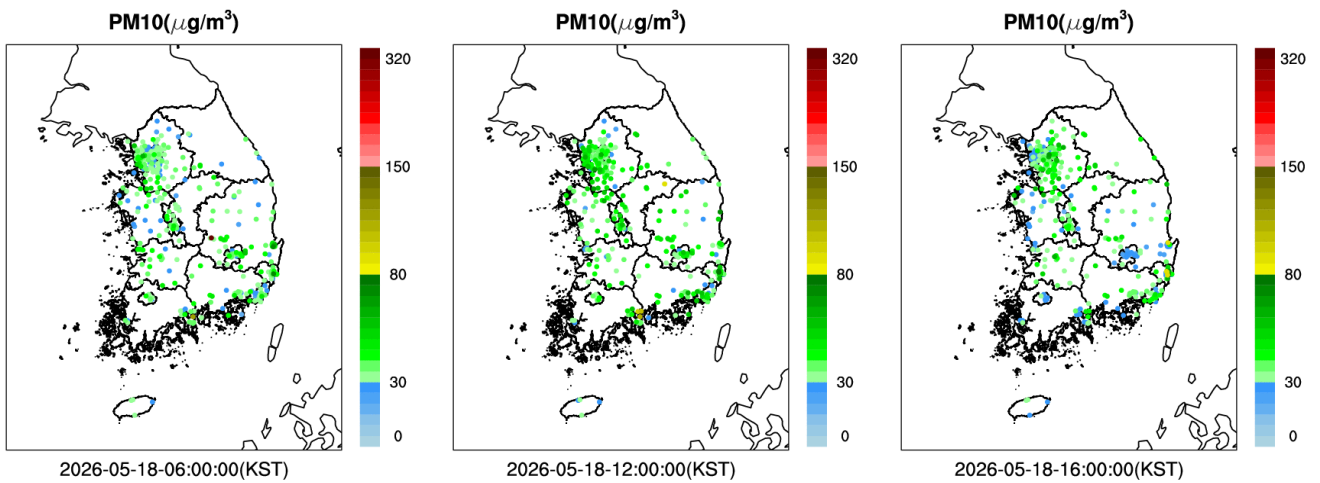 PM10(μg/m³) PM10(μg/m³) PM10(μg/m³)
320 320 320
150 150 150
80 80 80
30 30 30
0 0 0
2026-05-18-06:00:00(KST) 2026-05-18-12:00:00(KST) 2026-05-18-16:00:00(KST)